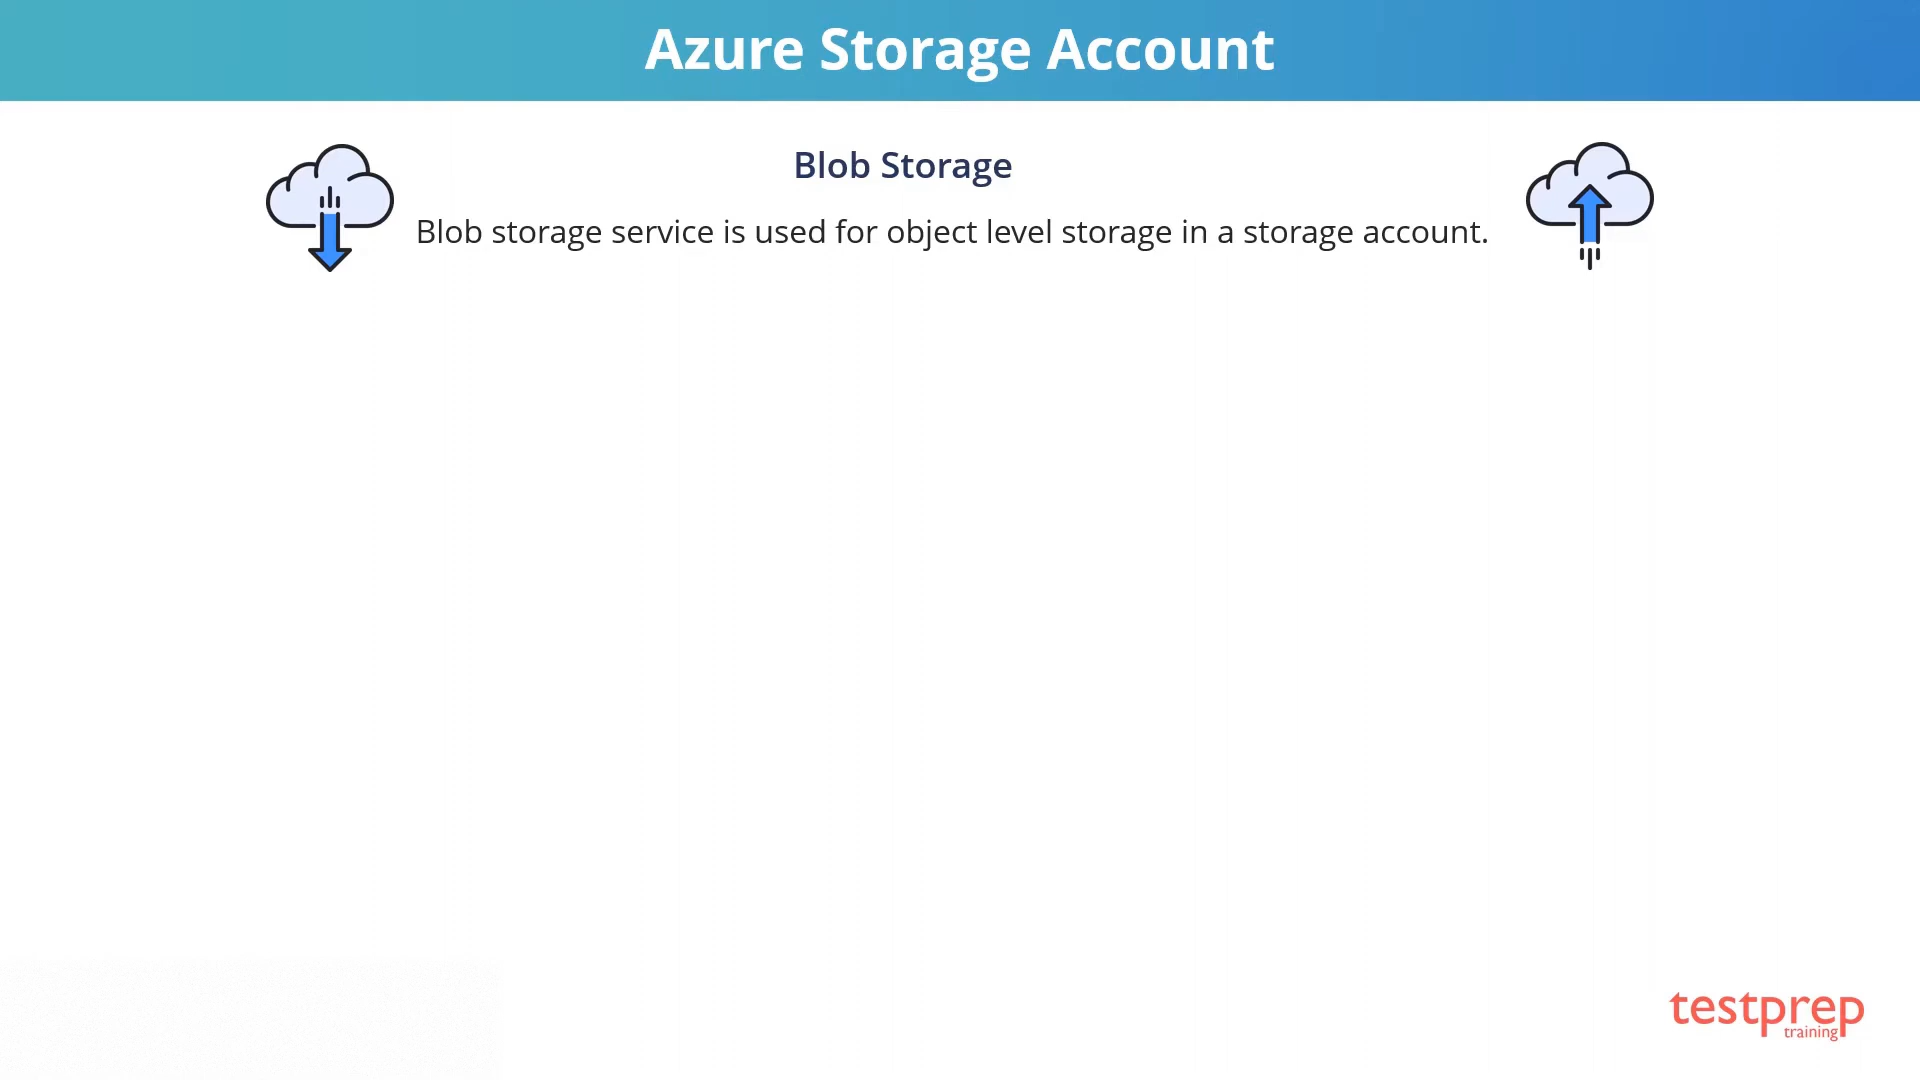 Azure Storage Account
Blob Storage
Blob storage service is used for object level storage in a storage account.
testprep
training